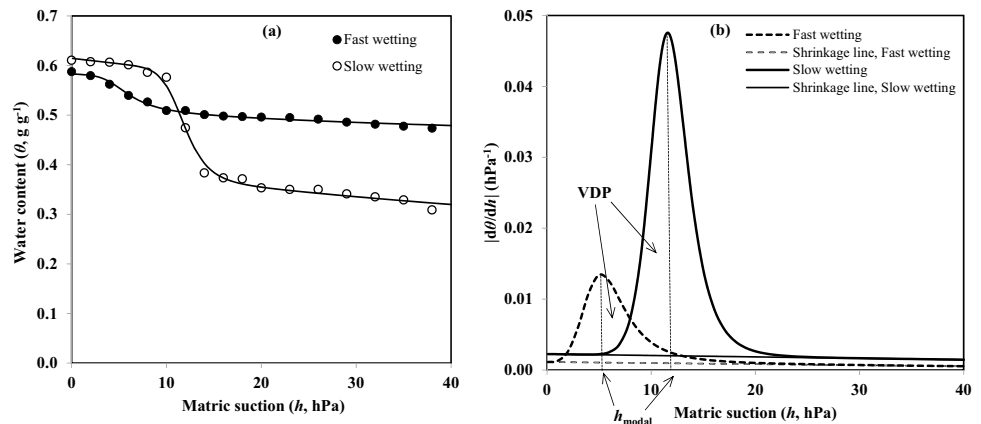 (a)
Fast wetting
Slow wetting
Water content (θ, g g⁻¹)
0.7
0.6
0.5
0.4
0.3
0.2
0.1
0.0
0
10
20
30
40
Matric suction (h, hPa)
(b)
Fast wetting
Shrinkage line, Fast wetting
Slow wetting
Shrinkage line, Slow wetting
|dθ/dh| (hPa⁻¹)
0.05
0.04
0.03
0.02
0.01
0.00
VDP
0
10
20
30
40
Matric suction (h, hPa)
h modal